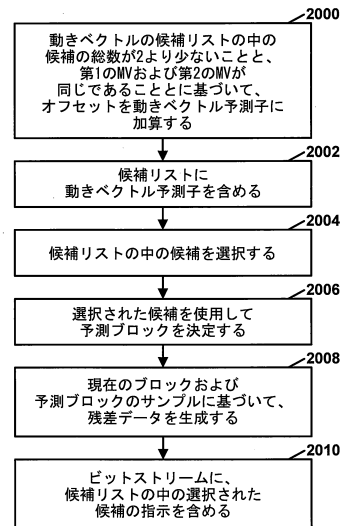 2000
動きベクトルの候補リストの中の
候補の総数が2より少ないことと、
第1のMVおよび第2のMVが
同じであることとに基づいて、
オフセットを動きベクトル予測子に
加算する
2002
候補リストに
動きベクトル予測子を含める
2004
候補リストの中の候補を選択する
2006
選択された候補を使用して
予測ブロックを決定する
2008
現在のブロックおよび
予測ブロックのサンプルに基づいて、
残差データを生成する
2010
ビットストリームに、
候補リストの中の選択された
候補の指示を含める